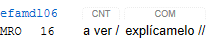 efamdl06 CNT COM
MRO 16 a ver / explícamelo //